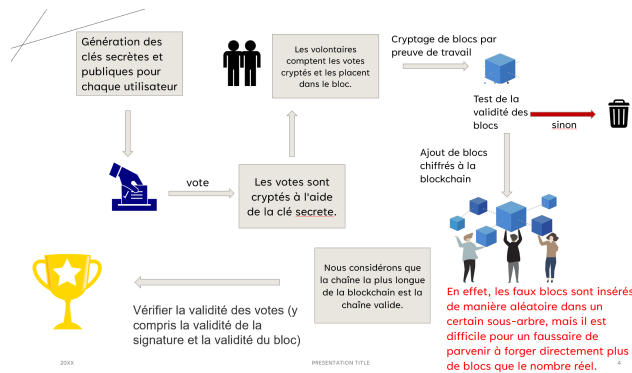 Génération des
clés secrètes et
publiques pour
chaque utilisateur
Les volontaires
comptent les votes
cryptés et les placent
dans le bloc.
Cryptage de blocs par
preuve de travail
Test de la
validité des
blocs
sinon
Ajout de blocs
chiffrés à la
blockchain
vote
Les votes sont
cryptés à l'aide
de la clé secrete.
Nous considérons que
la chaîne la plus longue
de la blockchain est la
chaîne valide.
Vérifier la validité des votes (y
compris la validité de la
signature et la validité du bloc)
En effet, les faux blocs sont insérés
de manière aléatoire dans un
certain sous-arbre, mais il est
difficile pour un faussaire de
parvenir à forger directement plus
de blocs que le nombre réel.
20XX
PRESENTATION TITLE
4